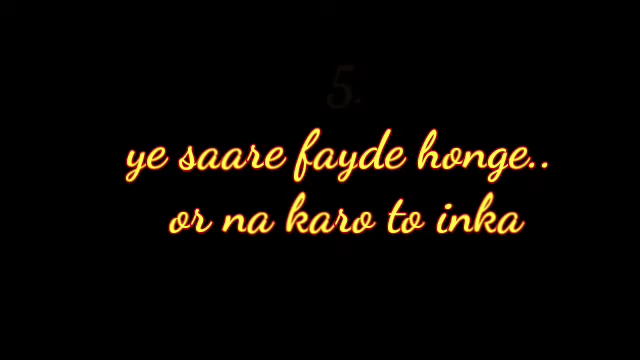 5.
ye saare fayde honge..
or na karo to inka